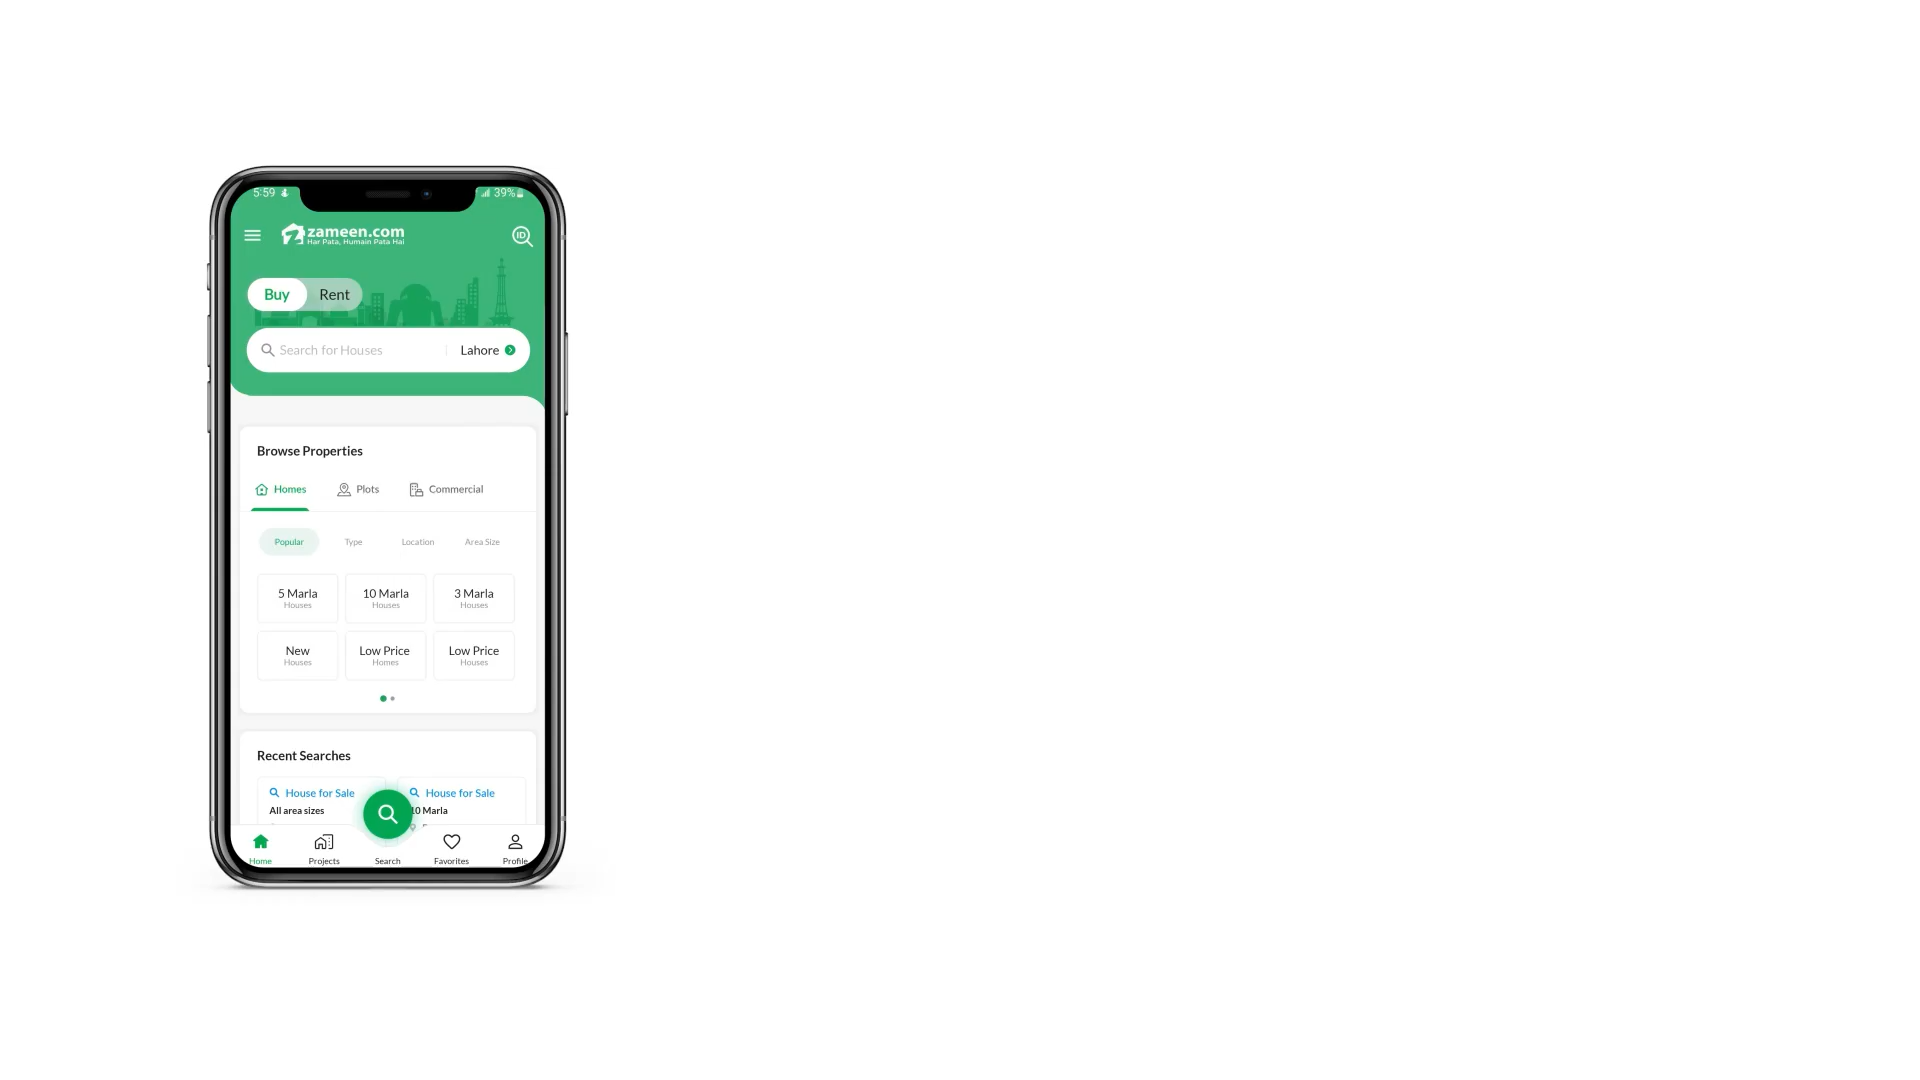 5:59
39%
zameen.com
Har Pata, Humain Pata Hai
ID
Buy Rent
Search for Houses Lahore
Browse Properties
Homes Plots Commercial
Popular Type Location Area Size
5 Marla 10 Marla 3 Marla
Houses Houses Houses
New Low Price Low Price
Houses Homes Houses
Recent Searches
House for Sale House for Sale
All area sizes 10 Marla
Home Projects Search Favorites Profile